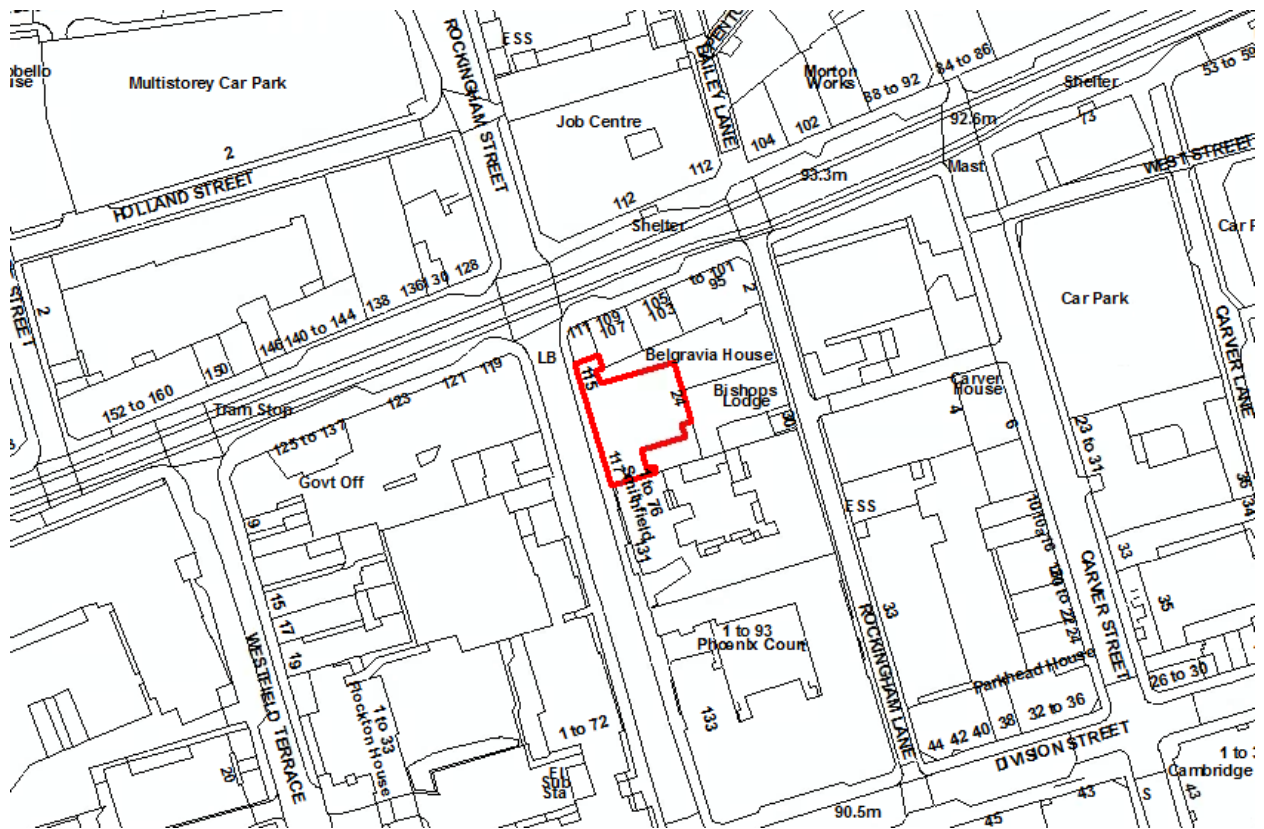 ROCKINGHAM STREET
ESS
BAILEY LANE
Multistorey Car Park
Job Centre
Morton
Works
88 to 92
84 to 86
Shelter
53 to 59
73
92.6m
102
104
112
112
93.3m
Mast
WEST STREET
2
HOLLAND STREET
Shelter
STREET
2
128
130
136
138
140 to 144
146
150
152 to 160
Tram Stop
to 101
95
2
105
103
109
107
111
LB
115
Belgravia House
Bishops
Lodge
24
30
117
1 to 76
Smithfield
131
119
121
123
125 to 137
Govt Off
9
15
17
19
WESTFIELD TERRACE
1 to 33
Rockton House
20
1 to 72
El
Sub
Sta
Car Park
CARVER LANE
Carver
House
4
6
23 to 31
36
34
ESS
10
10a
16
24
33
35
CARVER STREET
33
ROCKINGHAM LANE
1 to 93
Phoenix Court
133
Parkhead House
26 to 30
44
42
40
38
32 to 36
DIVISION STREET
90.5m
45
43
S
43
Cambridge